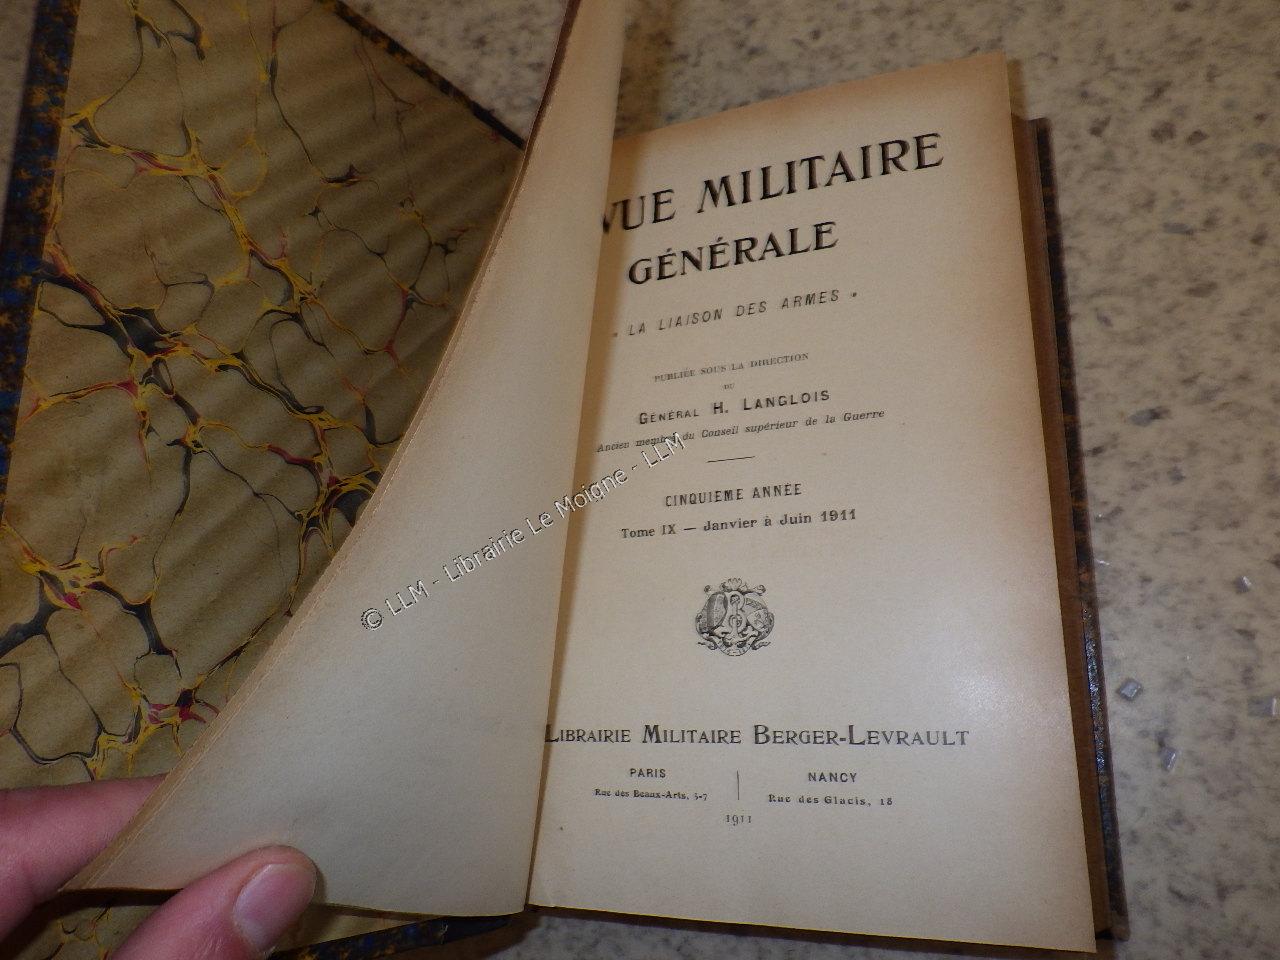 VUE MILITAIRE
GÉNÉRALE
« LA LIAISON DES ARMES »
PUBLIÉE SOUS LA DIRECTION
DU
GÉNÉRAL H. LANGLOIS
Ancien membre du Conseil supérieur de la Guerre
CINQUIÈME ANNÉE
Tome IX — Janvier à Juin 1911
LIBRAIRIE MILITAIRE BERGER-LEVRAULT
PARIS
Rue des Beaux-Arts, 5-7
NANCY
Rue des Glacis, 18
1911
© LLM - Librairie Le Moigne - LLM